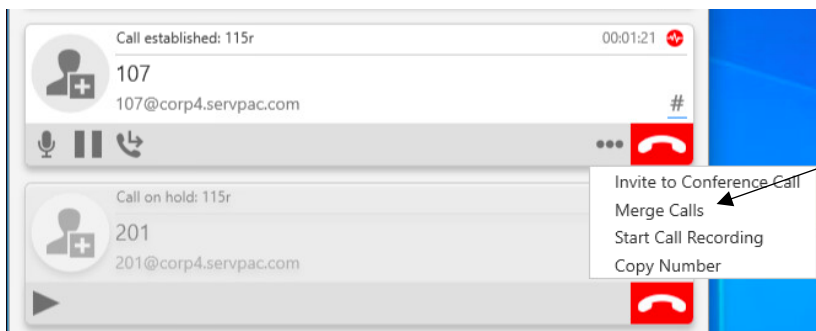 Call established: 115r 00:01:21
107
107@corp4.servpac.com #
Invite to Conference Call
Merge Calls
Start Call Recording
Copy Number
Call on hold: 115r
201
201@corp4.servpac.com